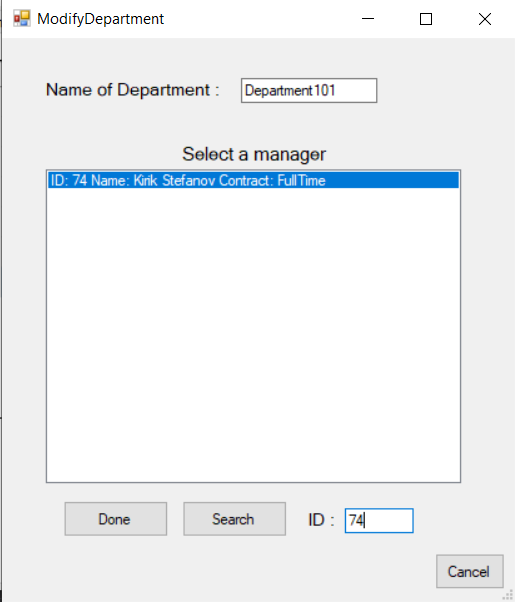 ModifyDepartment
Name of Department : Department101
Select a manager
ID: 74 Name: Kirik Stefanov Contract: FullTime
Done Search ID : 74
Cancel